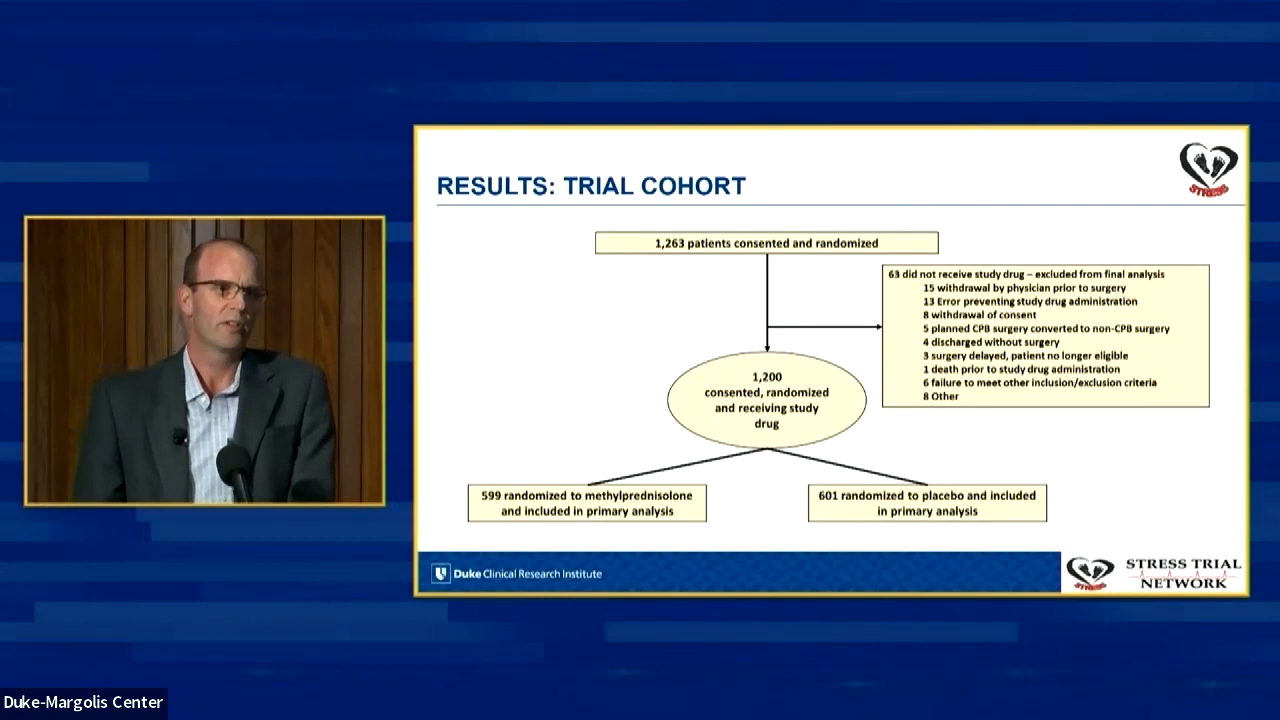 RESULTS: TRIAL COHORT
STRESS
1,263 patients consented and randomized
63 did not receive study drug – excluded from final analysis
15 withdrawal by physician prior to surgery
13 Error preventing study drug administration
8 withdrawal of consent
5 planned CPB surgery converted to non-CPB surgery
4 discharged without surgery
3 surgery delayed, patient no longer eligible
1 death prior to study drug administration
6 failure to meet other inclusion/exclusion criteria
8 Other
1,200
consented, randomized
and receiving study
drug
599 randomized to methylprednisolone
and included in primary analysis
601 randomized to placebo and included
in primary analysis
Duke Clinical Research Institute
STRESS
STRESS TRIAL
NETWORK
Duke-Margolis Center